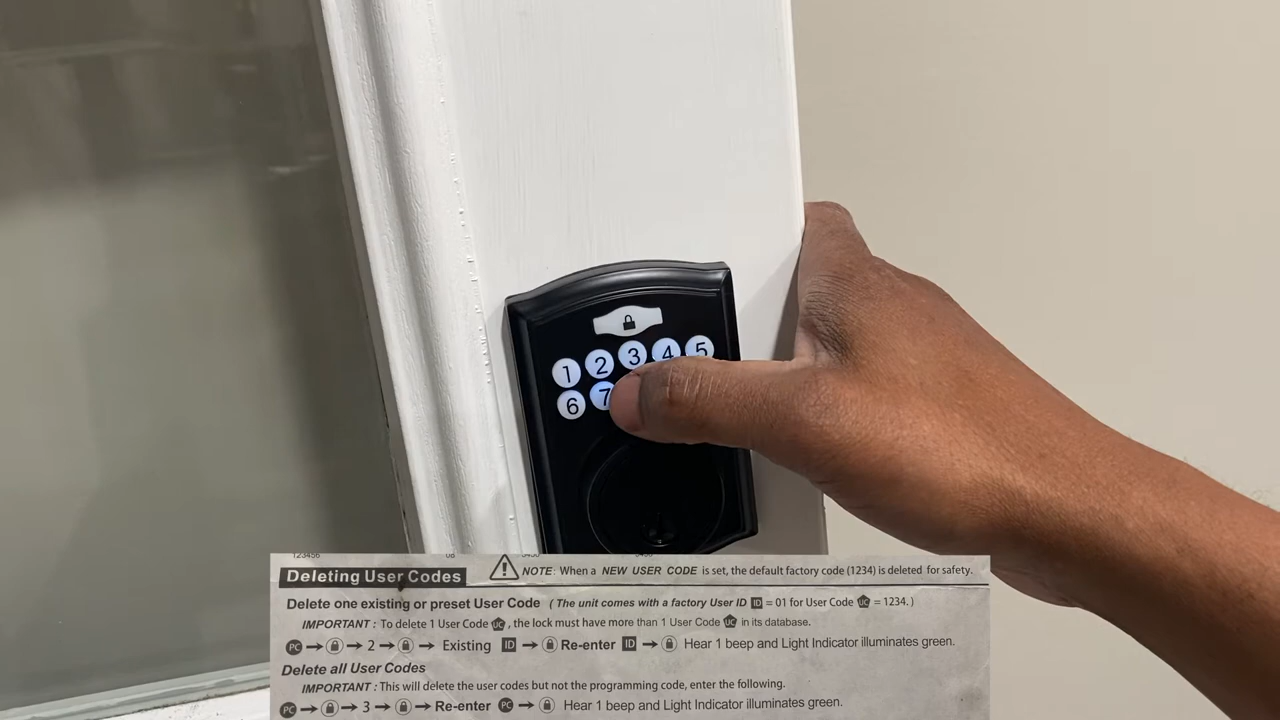 1 2 3 4 5
6 7
123456
Deleting User Codes
NOTE: When a NEW USER CODE is set, the default factory code (1234) is deleted for safety.
Delete one existing or preset User Code ( The unit comes with a factory User ID ID = 01 for User Code UC = 1234. )
IMPORTANT : To delete 1 User Code UC , the lock must have more than 1 User Code UC in its database.
PC → → 2 → → Existing ID → Re-enter ID → Hear 1 beep and Light Indicator illuminates green.
Delete all User Codes
IMPORTANT : This will delete the user codes but not the programming code, enter the following.
PC → → 3 → → Re-enter PC → Hear 1 beep and Light Indicator illuminates green.